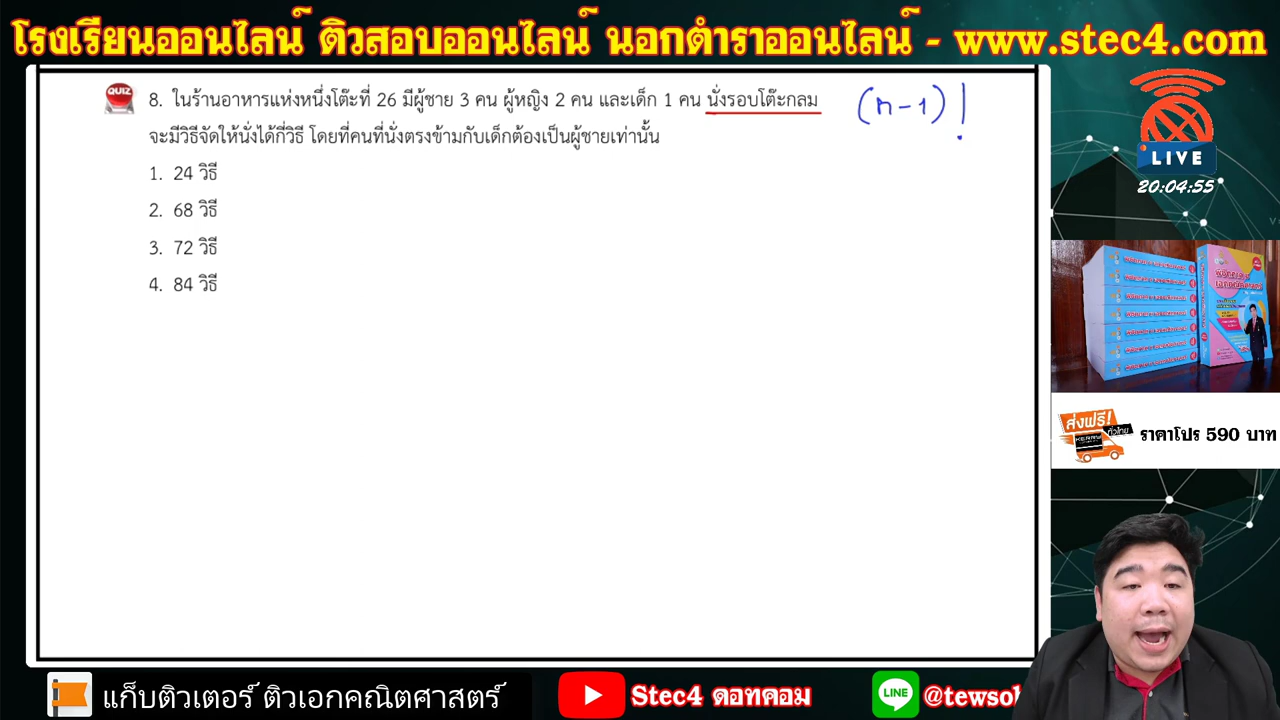 โรงเรียนออนไลน์ ติวสอบออนไลน์ นอกตำราออนไลน์ - www.stec4.com
QUIZ
8. ในร้านอาหารแห่งหนึ่งโต๊ะที่ 26 มีผู้ชาย 3 คน ผู้หญิง 2 คน และเด็ก 1 คน นั่งรอบโต๊ะกลม (n-1)!
จะมีวิธีจัดให้นั่งได้กี่วิธี โดยที่คนที่นั่งตรงข้ามกับเด็กต้องเป็นผู้ชายเท่านั้น
1. 24 วิธี
2. 68 วิธี
3. 72 วิธี
4. 84 วิธี
LIVE
20:04:55
ส่งฟรี!
ทั่วไทย
KERRY
ราคาโปร 590 บาท
แก็บติวเตอร์ ติวเอกคณิตศาสตร์
Stec4 ดอทคอม
LINE
@tewsob